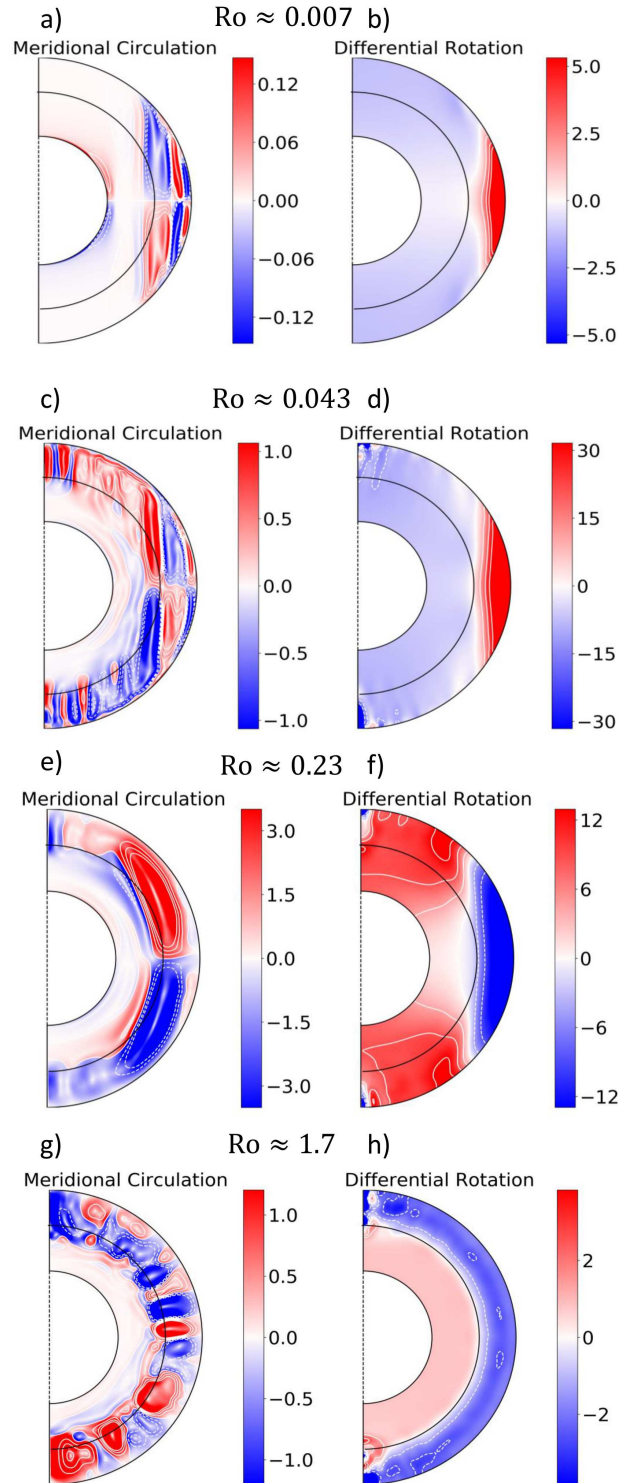 a) Ro ≈ 0.007 b)
Meridional Circulation Differential Rotation
0.12 5.0
0.06 2.5
0.00 0.0
−0.06 −2.5
−0.12 −5.0
c) Ro ≈ 0.043 d)
Meridional Circulation Differential Rotation
1.0 30
0.5 15
0.0 0
−0.5 −15
−1.0 −30
e) Ro ≈ 0.23 f)
Meridional Circulation Differential Rotation
3.0 12
1.5 6
0.0 0
−1.5 −6
−3.0 −12
g) Ro ≈ 1.7 h)
Meridional Circulation Differential Rotation
1.0
0.5 2
0.0 0
−0.5 −2
−1.0